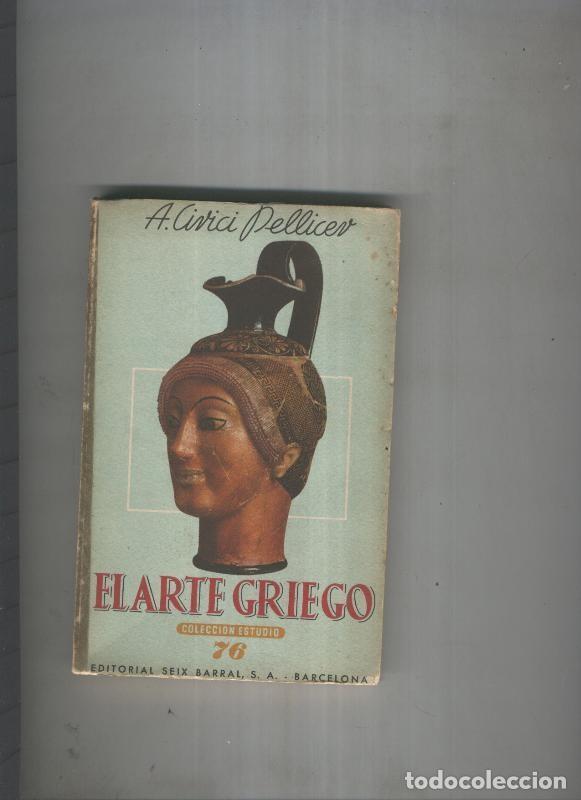 A. Cirici Pellicer
EL ARTE GRIEGO
COLECCION ESTUDIO
76
EDITORIAL SEIX BARRAL, S. A. - BARCELONA
todocoleccion